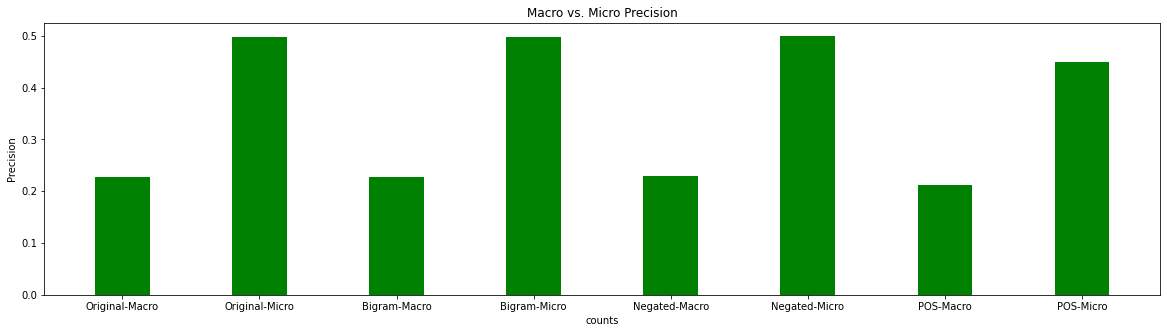 Macro vs. Micro Precision
Precision
0.5
0.4
0.3
0.2
0.1
0.0
Original-Macro
Original-Micro
Bigram-Macro
Bigram-Micro
Negated-Macro
Negated-Micro
POS-Macro
POS-Micro
counts